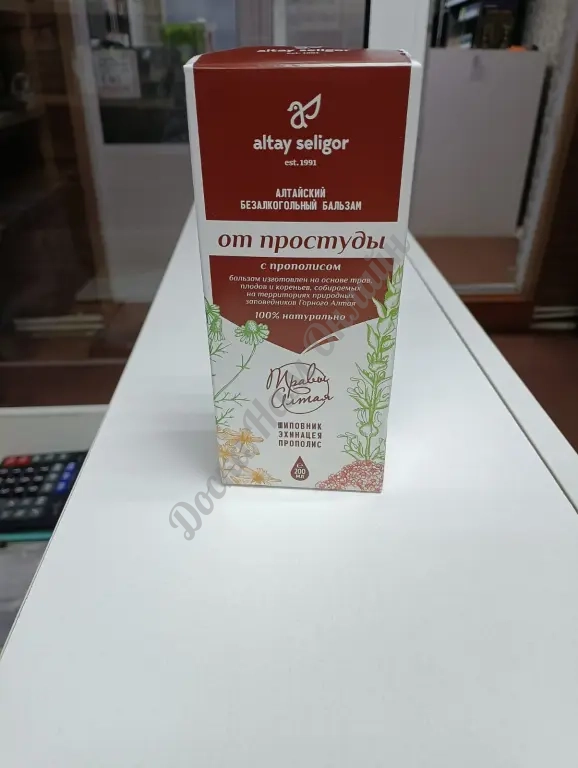 altay seligor
est. 1991
АЛТАЙСКИЙ
БЕЗАЛКОГОЛЬНЫЙ БАЛЬЗАМ
от простуды
с прополисом
бальзам изготовлен на основе трав,
плодов и кореньев, собираемых
на территориях природных
заповедников Горного Алтая
100% натурально
Травы
Алтая
ШИПОВНИК
ЭХИНАЦЕЯ
ПРОПОЛИС
℮
200
мл